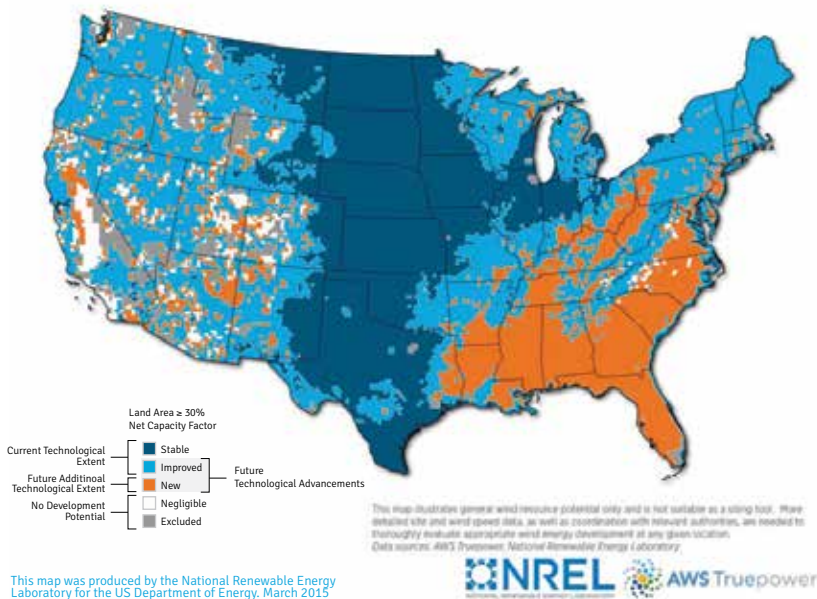 Land Area ≥ 30%
Net Capacity Factor
Current Technological
Extent
Stable
Improved
Future Additinoal
Technological Extent
New
Future
Technological Advancements
No Development
Potential
Negligible
Excluded
This map illustrates general wind resource potential only and is not suitable as a siting tool. More
detailed site and wind speed data, as well as coordination with relevant authorities, are needed to
thoroughly evaluate appropriate wind energy development at any given location.
Data sources: AWS Truepower, National Renewable Energy Laboratory
This map was produced by the National Renewable Energy
Laboratory for the US Department of Energy. March 2015
NREL
NATIONAL RENEWABLE ENERGY LABORATORY
AWS Truepower